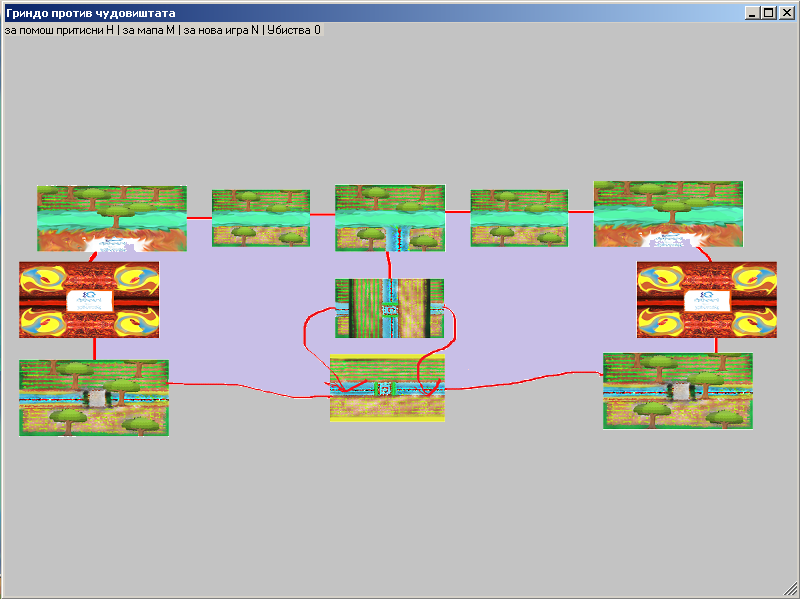 Гриндо против чудовиштата
за помош притисни H | за мапа M | за нова игра N | Убиства 0